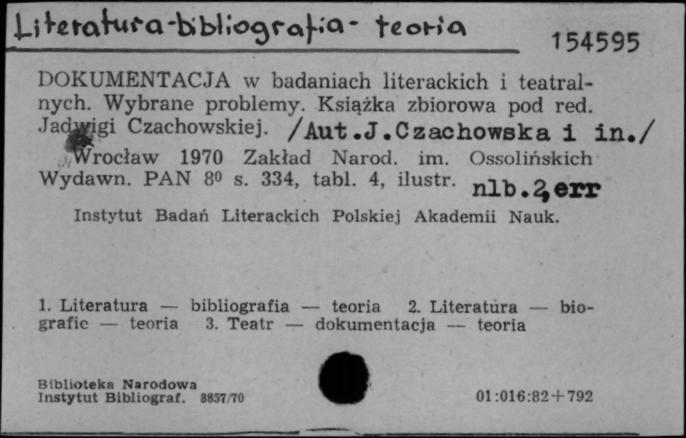 Literatura-bibliografia- teoria
154595
DOKUMENTACJA w badaniach literackich i teatral-
nych. Wybrane problemy. Książka zbiorowa pod red.
Jadwigi Czachowskiej. /Aut.J.Czachowska i in./
Wrocław 1970 Zakład Narod. im. Ossolińskich
Wydawn. PAN 8⁰ s. 334, tabl. 4, ilustr. nlb.2,err
Instytut Badań Literackich Polskiej Akademii Nauk.
1. Literatura — bibliografia — teoria 2. Literatura — bio-
grafie — teoria 3. Teatr — dokumentacja — teoria
Biblioteka Narodowa
Instytut Bibliograf. 8857/70
01:016:82+792